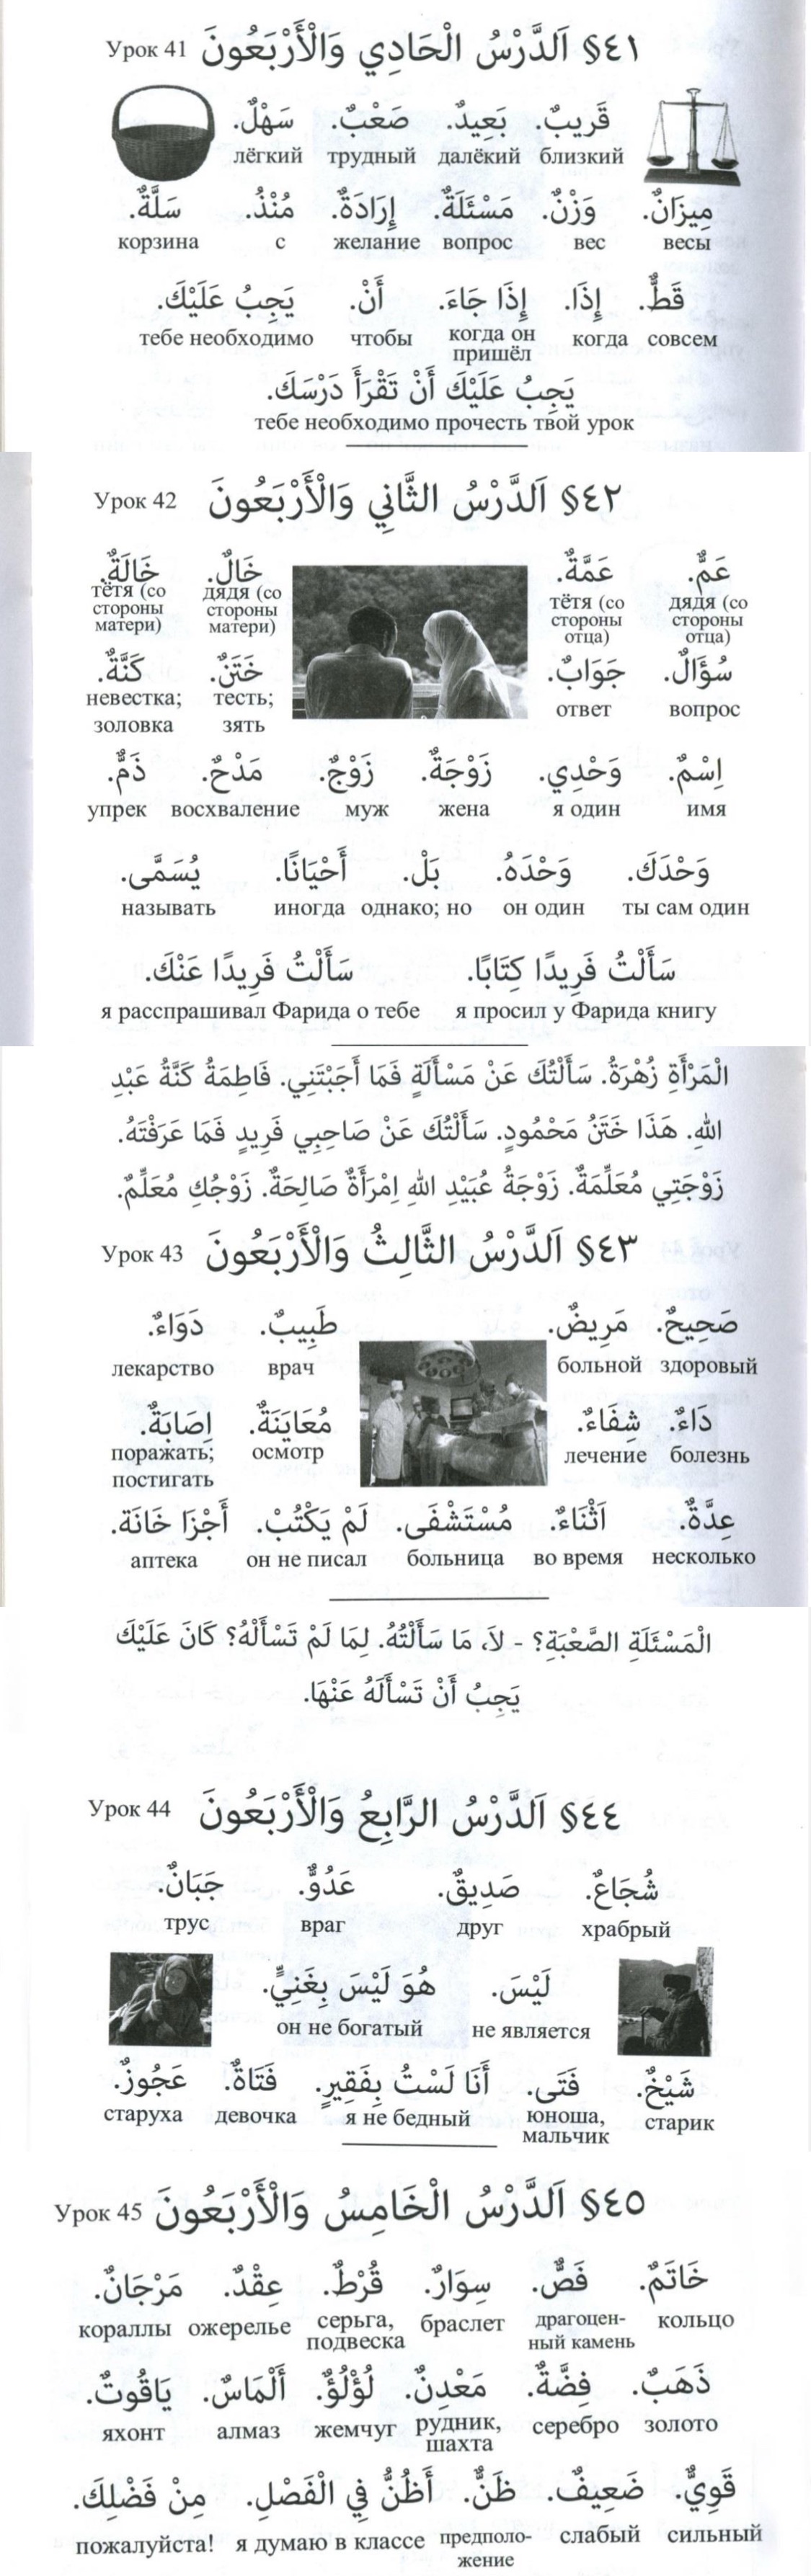 Урок 41 §٤١ اَلدَّرْسُ الْحَادِي وَالْأَرْبَعُونَ
قَرِيبٌ. بَعِيدٌ. صَعْبٌ. سَهْلٌ.
лёгкий трудный далёкий близкий
مِيزَانٌ. وَزْنٌ. مَسْئَلَةٌ. إِرَادَةٌ. مُنْذُ. سَلَّةٌ.
корзина с желание вопрос вес весы
قَطُّ. إِذَا. إِذَا جَاءَ. أَنْ. يَجِبُ عَلَيْكَ.
тебе необходимо чтобы когда он пришёл когда совсем
يَجِبُ عَلَيْكَ أَنْ تَقْرَأَ دَرْسَكَ.
тебе необходимо прочесть твой урок
Урок 42 §٤٢ اَلدَّرْسُ الثَّانِي وَالْأَرْبَعُونَ
عَمٌّ. عَمَّةٌ. خَالٌ. خَالَةٌ.
тётя (со стороны матери) дядя (со стороны матери) тётя (со стороны отца) дядя (со стороны отца)
سُؤَالٌ. جَوَابٌ. خَتَنٌ. كَنَّةٌ.
невестка; золовка тесть; зять ответ вопрос
اِسْمٌ. وَحْدِي. زَوْجَةٌ. زَوْجٌ. مَدْحٌ. ذَمٌّ.
упрек восхваление муж жена я один имя
وَحْدَكَ. وَحْدَهُ. بَلْ. أَحْيَانًا. يُسَمَّى.
называть иногда однако; но он один ты сам один
سَأَلْتُ فَرِيدًا كِتَابًا. سَأَلْتُ فَرِيدًا عَنْكَ.
я расспрашивал Фарида о тебе я просил у Фарида книгу
الْمَرْأَةِ زُهْرَةُ. سَأَلْتُكَ عَنْ مَسْأَلَةٍ فَمَا أَجَبْتَنِي. فَاطِمَةُ كَنَّةُ عَبْدِ
اللهِ. هَذَا خَتَنُ مَحْمُودٍ. سَأَلْتُكَ عَنْ صَاحِبِي فَرِيدٍ فَمَا عَرَفْتَهُ.
زَوْجَتِي مُعَلِّمَةٌ. زَوْجَةُ عُبَيْدِ اللهِ اِمْرَأَةٌ صَالِحَةٌ. زَوْجُكِ مُعَلِّمٌ.
Урок 43 §٤٣ اَلدَّرْسُ الثَّالِثُ وَالْأَرْبَعُونَ
صَحِيحٌ. مَرِيضٌ. طَبِيبٌ. دَوَاءٌ.
лекарство врач больной здоровый
دَاءٌ. شِفَاءٌ. مُعَايَنَةٌ. اِصَابَةٌ.
поражать; постигать осмотр лечение болезнь
عِدَّةٌ. اَثْنَاءٌ. مُسْتَشْفَى. لَمْ يَكْتُبْ. أَجْزَا خَانَة.
аптека он не писал больница во время несколько
الْمَسْئَلَةِ الصَّعْبَةِ؟ - لاَ، مَا سَأَلْتُهُ. لِمَا لَمْ تَسْأَلْهُ؟ كَانَ عَلَيْكَ
يَجِبُ أَنْ تَسْأَلَهُ عَنْهَا.
Урок 44 §٤٤ اَلدَّرْسُ الرَّابِعُ وَالْأَرْبَعُونَ
شُجَاعٌ. صَدِيقٌ. عَدُوٌّ. جَبَانٌ.
трус враг друг храбрый
لَيْسَ. هُوَ لَيْسَ بِغَنِيٍّ.
он не богатый не является
شَيْخٌ. فَتَى. أَنَا لَسْتُ بِفَقِيرٍ. فَتَاةٌ. عَجُوزٌ.
старуха девочка я не бедный юноша, мальчик старик
Урок 45 §٤٥ اَلدَّرْسُ الْخَامِسُ وَالْأَرْبَعُونَ
خَاتَمٌ. فَصٌّ. سِوَارٌ. قُرْطٌ. عِقْدٌ. مَرْجَانٌ.
кораллы ожерелье серьга, подвеска браслет драгоцен-ный камень кольцо
ذَهَبٌ. فِضَّةٌ. مَعْدِنٌ. لُؤْلُؤٌ. أَلْمَاسٌ. يَاقُوتٌ.
яхонт алмаз жемчуг рудник, шахта серебро золото
قَوِيٌّ. ضَعِيفٌ. ظَنٌّ. أَظُنُّ فِي الْفَصْلِ. مِنْ فَضْلِكَ.
пожалуйста! я думаю в классе предполо-жение слабый сильный